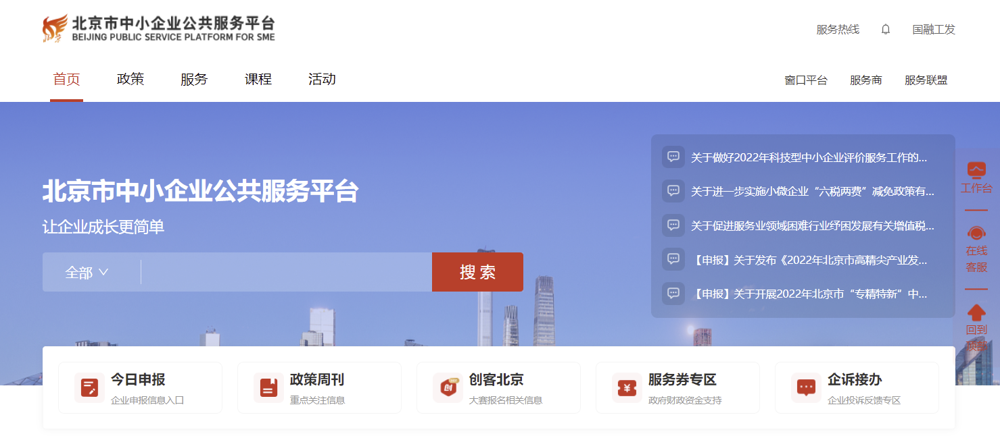 北京市中小企业公共服务平台
BEIJING PUBLIC SERVICE PLATFORM FOR SME
服务热线
国融工发
首页
政策
服务
课程
活动
窗口平台
服务商
服务联盟
北京市中小企业公共服务平台
让企业成长更简单
全部
搜 索
关于做好2022年科技型中小企业评价服务工作的...
关于进一步实施小微企业“六税两费”减免政策有...
关于促进服务业领域困难行业纾困发展有关增值税...
【申报】关于发布《2022年北京市高精尖产业发...
【申报】关于开展2022年北京市“专精特新”中...
工作台
在线
客服
回到
顶部
今日申报
企业申报信息入口
政策周刊
重点关注信息
创
创客北京
大赛报名相关信息
¥
服务券专区
政府财政资金支持
企诉接办
企业投诉反馈专区